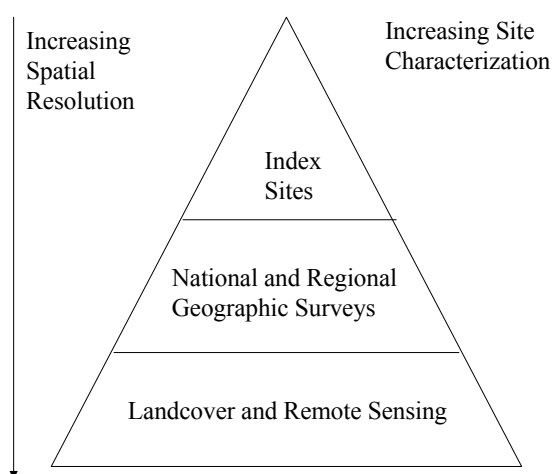 Increasing
Spatial
Resolution
Increasing Site
Characterization
Index
Sites
National and Regional
Geographic Surveys
Landcover and Remote Sensing